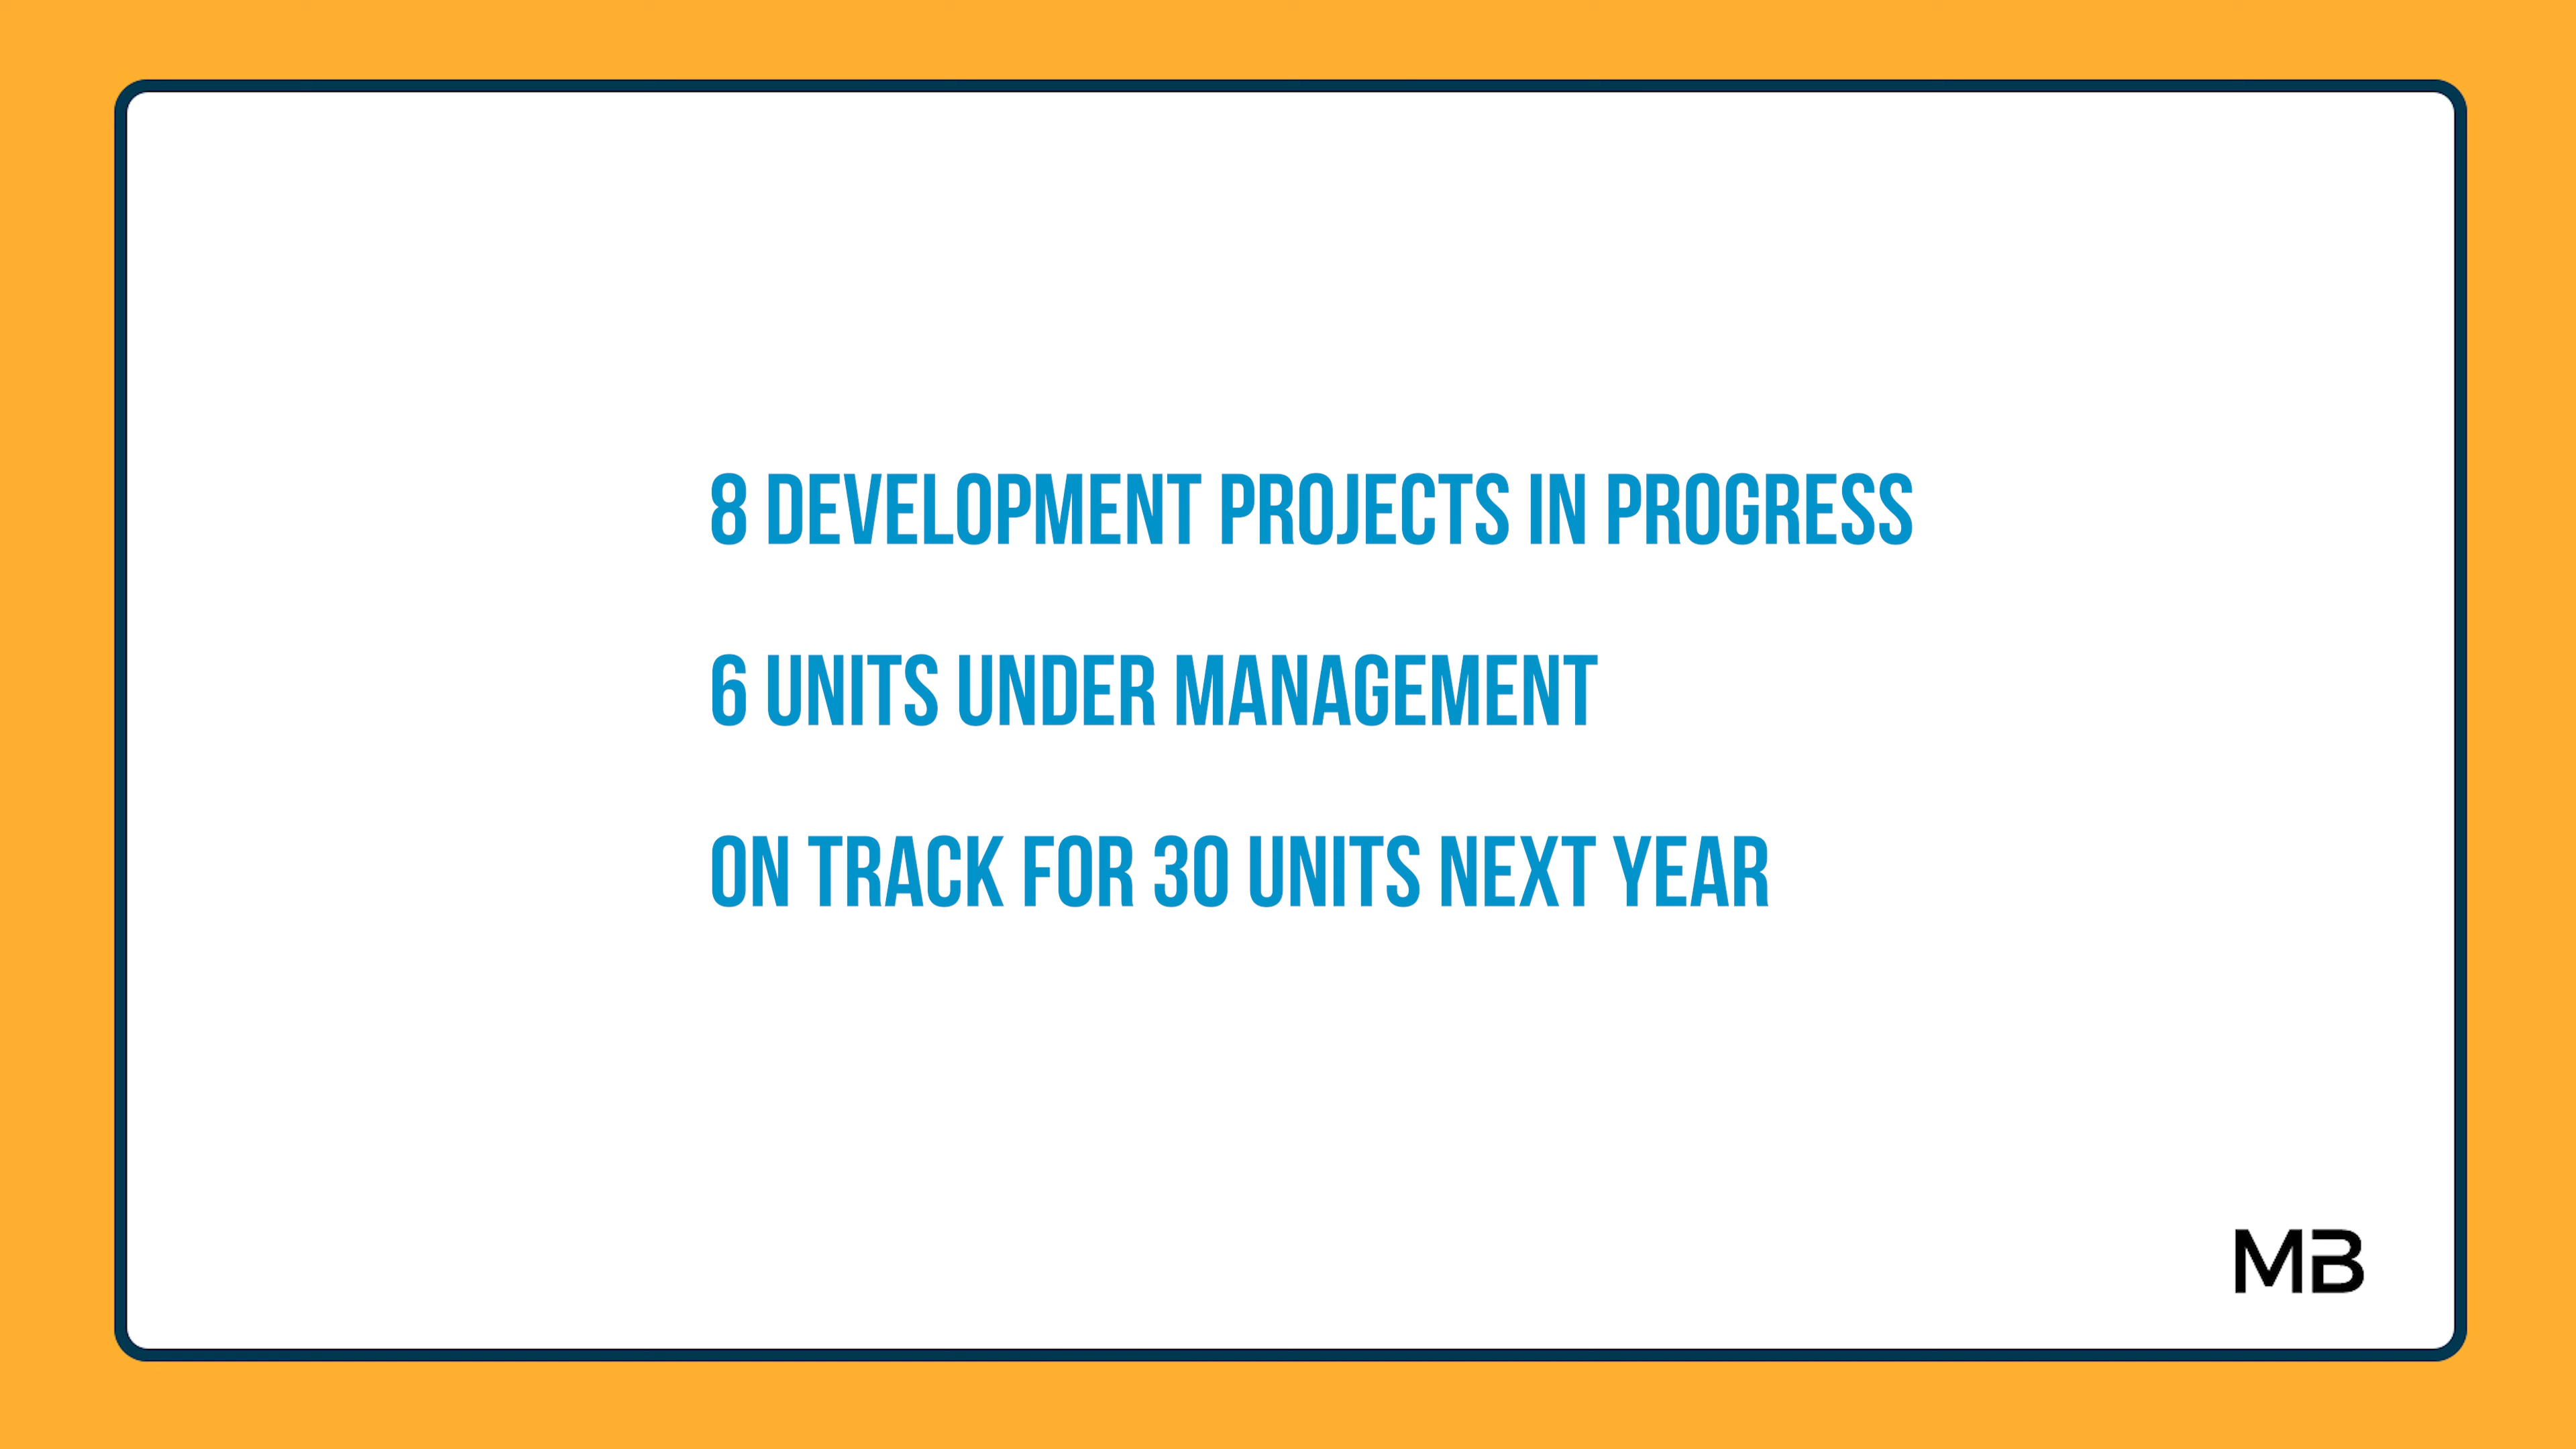 8 DEVELOPMENT PROJECTS IN PROGRESS
6 UNITS UNDER MANAGEMENT
ON TRACK FOR 30 UNITS NEXT YEAR
MB